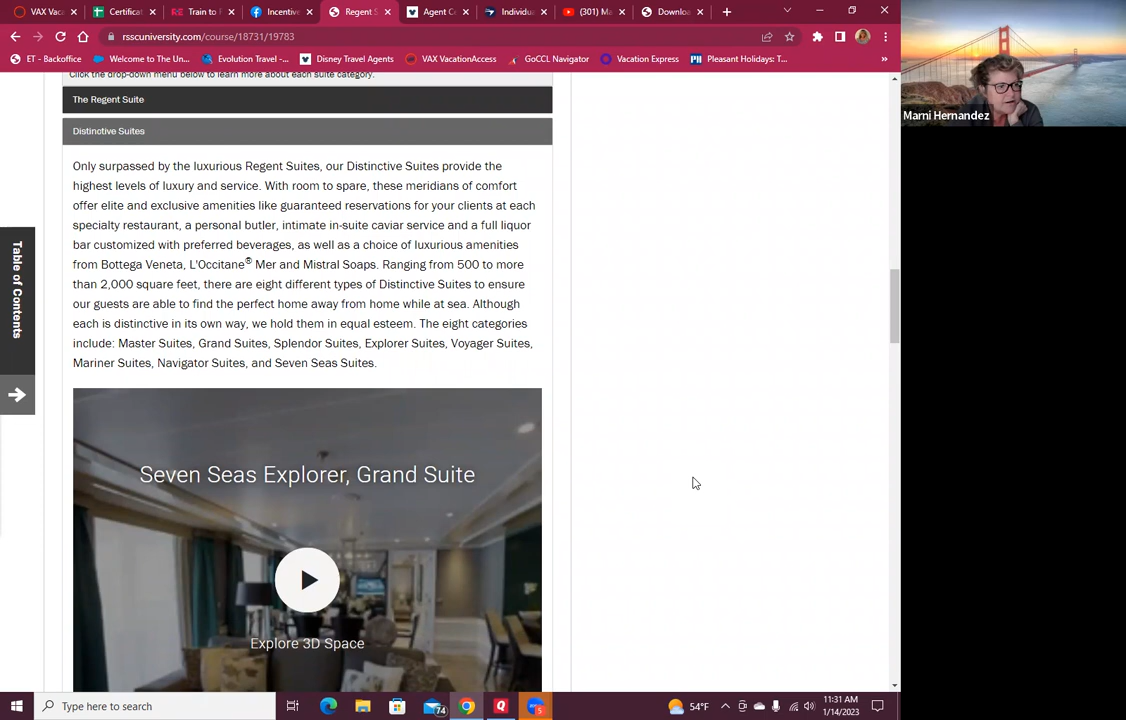 VAX Vaca
Certificat
Train to F
Incentive
Regent S
Agent Ce
Individua
(301) Ma
Downloa
rsscuniversity.com/course/18731/19783
ET - Backoffice
Welcome to The Un...
Evolution Travel -...
Disney Travel Agents
VAX VacationAccess
GoCCL Navigator
Vacation Express
Pleasant Holidays: T...
Click the drop-down menu below to learn more about each suite category.
The Regent Suite
Distinctive Suites
Only surpassed by the luxurious Regent Suites, our Distinctive Suites provide the
highest levels of luxury and service. With room to spare, these meridians of comfort
offer elite and exclusive amenities like guaranteed reservations for your clients at each
specialty restaurant, a personal butler, intimate in-suite caviar service and a full liquor
bar customized with preferred beverages, as well as a choice of luxurious amenities
from Bottega Veneta, L'Occitane® Mer and Mistral Soaps. Ranging from 500 to more
than 2,000 square feet, there are eight different types of Distinctive Suites to ensure
our guests are able to find the perfect home away from home while at sea. Although
each is distinctive in its own way, we hold them in equal esteem. The eight categories
include: Master Suites, Grand Suites, Splendor Suites, Explorer Suites, Voyager Suites,
Mariner Suites, Navigator Suites, and Seven Seas Suites.
Seven Seas Explorer, Grand Suite
Explore 3D Space
Table of Contents
Marni Hernandez
Type here to search
74
5
54°F
11:31 AM
1/14/2023